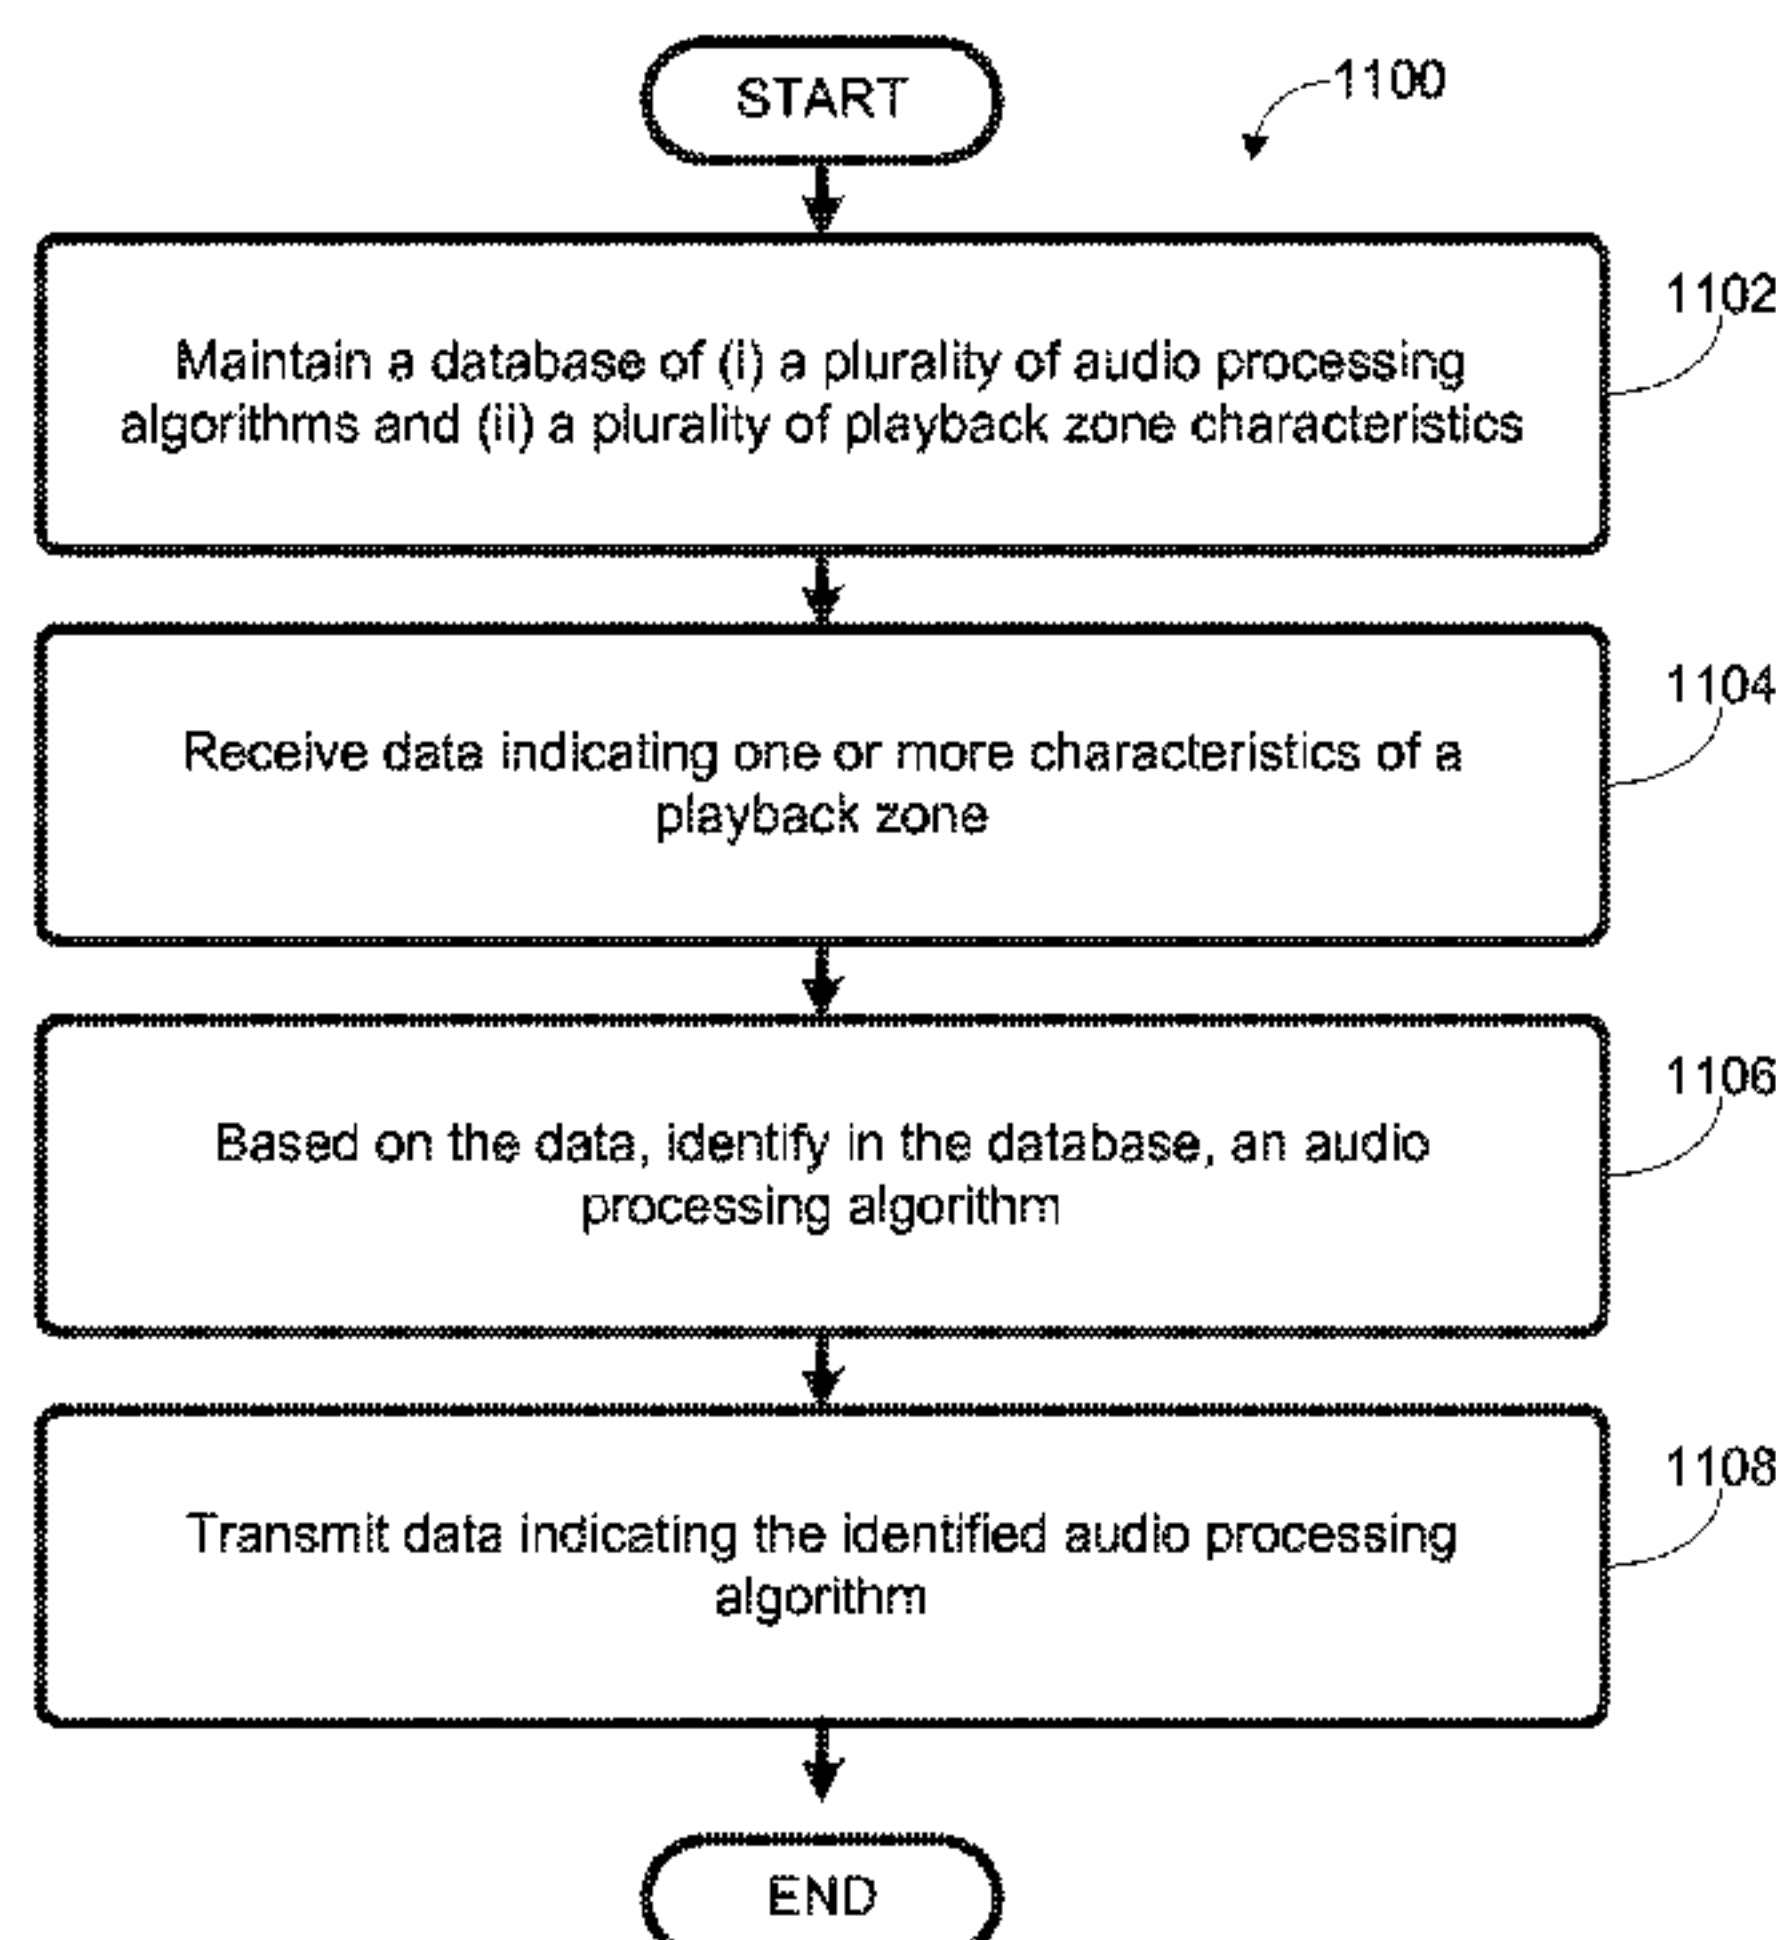 START
1100
Maintain a database of (i) a plurality of audio processing
algorithms and (ii) a plurality of playback zone characteristics
1102
Receive data indicating one or more characteristics of a
playback zone
1104
Based on the data, identify in the database, an audio
processing algorithm
1106
Transmit data indicating the identified audio processing
algorithm
1108
END